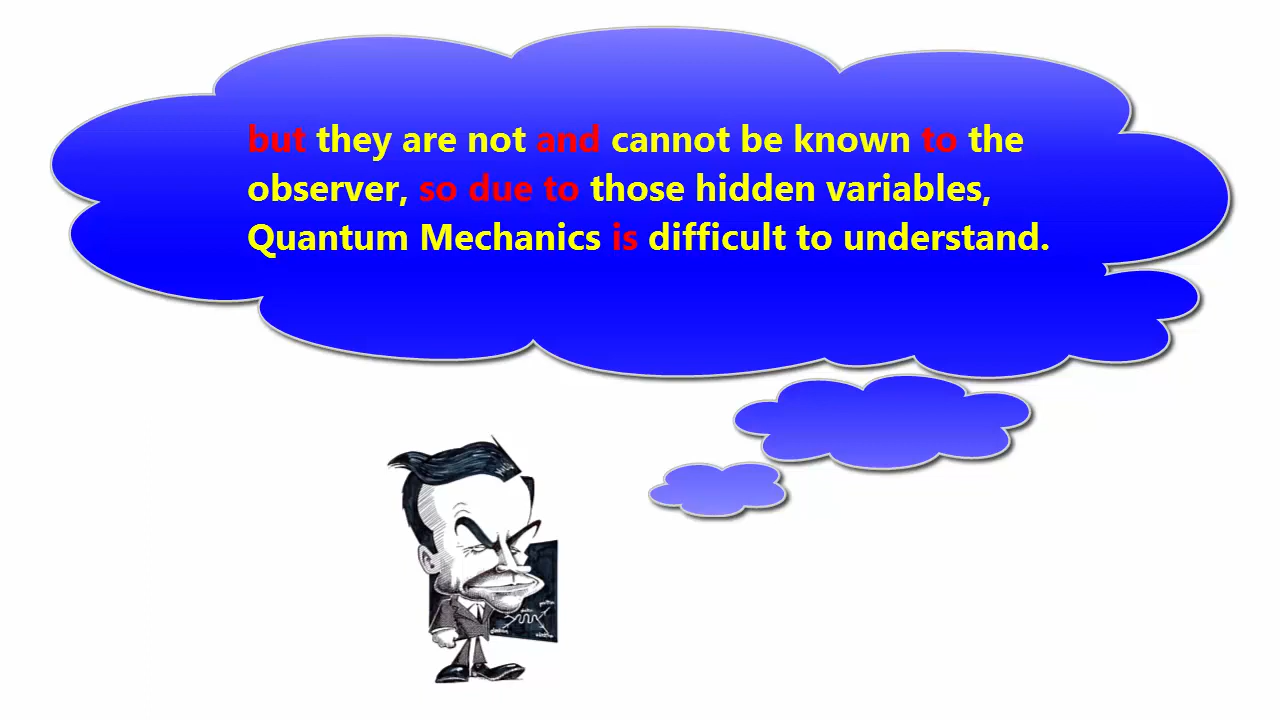 but they are not and cannot be known to the
observer, so due to those hidden variables,
Quantum Mechanics is difficult to understand.